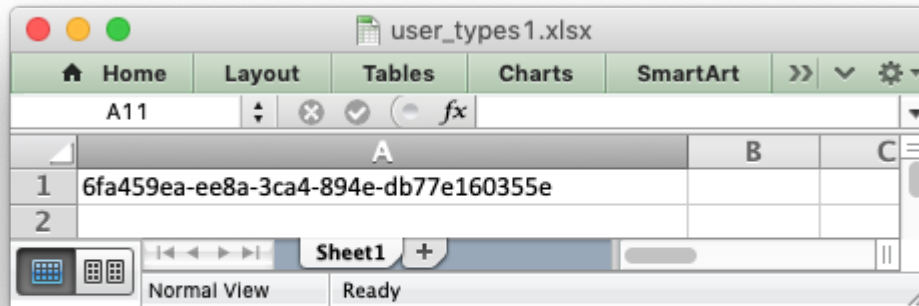 user_types1.xlsx
Home Layout Tables Charts SmartArt
A11 fx
A B C
1 6fa459ea-ee8a-3ca4-894e-db77e160355e
2
Sheet1 +
Normal View Ready